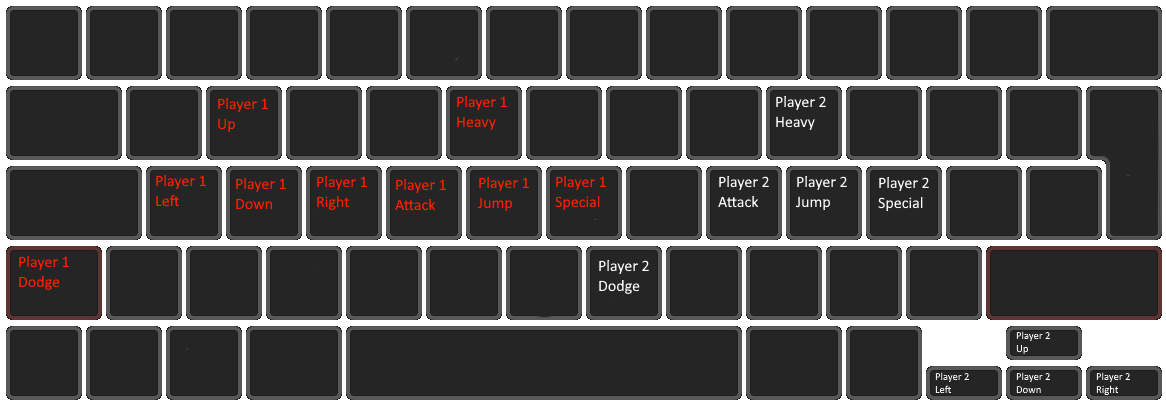 Player 1
Up
Player 1
Heavy
Player 2
Heavy
Player 1
Left
Player 1
Down
Player 1
Right
Player 1
Attack
Player 1
Jump
Player 1
Special
Player 2
Attack
Player 2
Jump
Player 2
Special
Player 1
Dodge
Player 2
Dodge
Player 2
Up
Player 2
Left
Player 2
Down
Player 2
Right